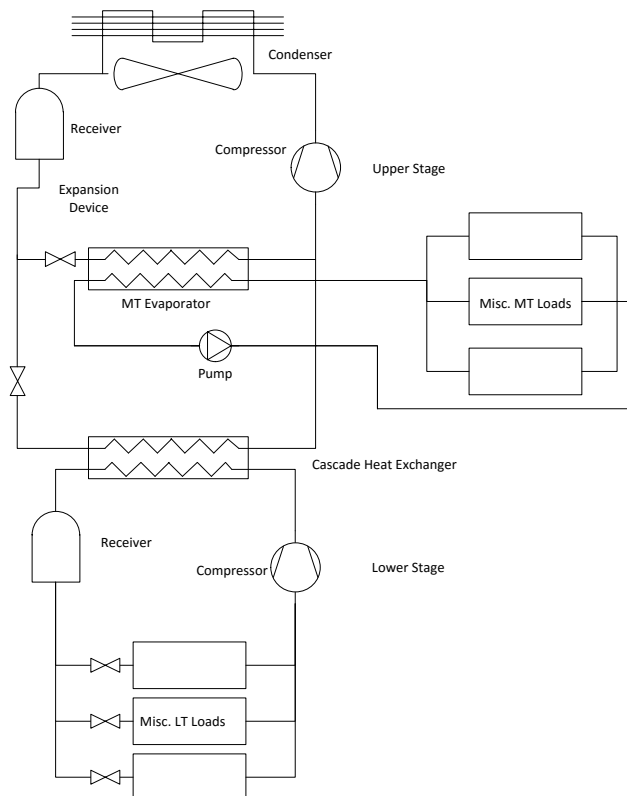 Condenser
Receiver
Compressor
Upper Stage
Expansion
Device
MT Evaporator
Misc. MT Loads
Pump
Cascade Heat Exchanger
Receiver
Compressor
Lower Stage
Misc. LT Loads